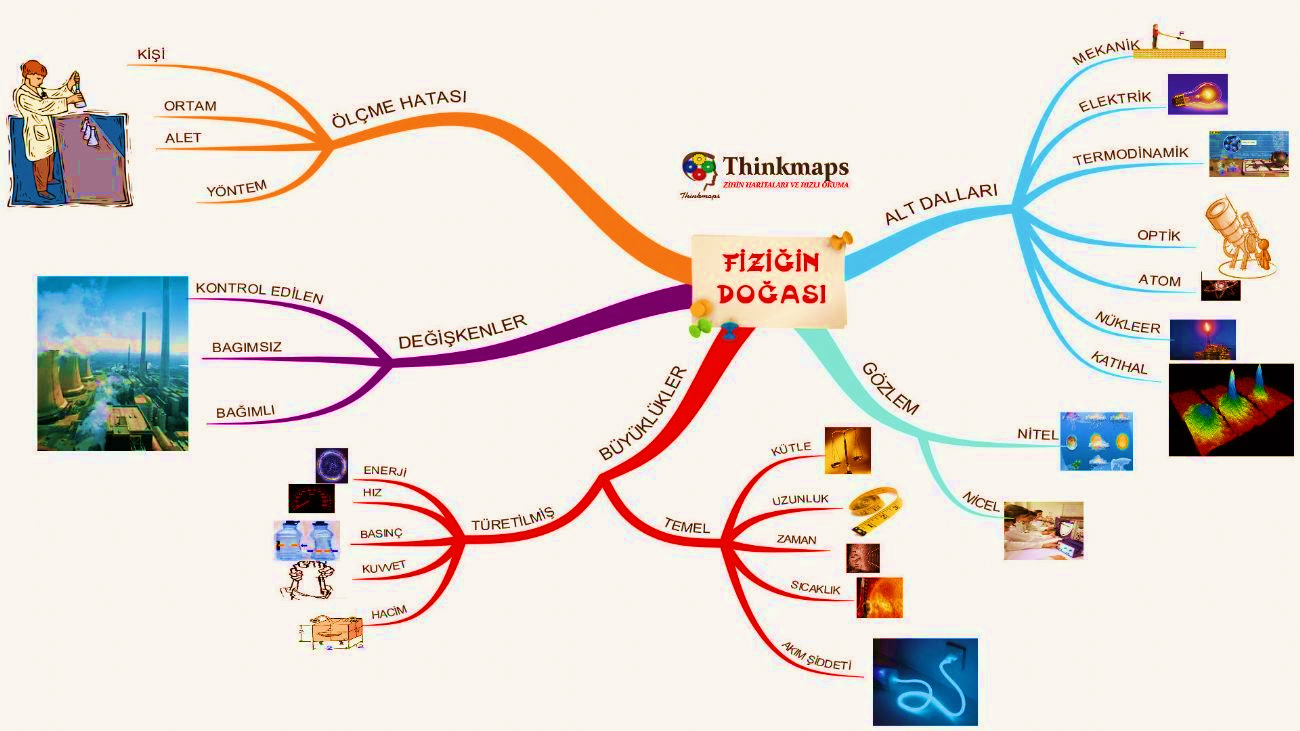 Thinkmaps
ZİHİN HARİTALARI VE HIZLI OKUMA
Thinkmaps
FİZİĞİN
DOĞASI
ÖLÇME HATASI
KİŞİ
ORTAM
ALET
YÖNTEM
DEĞİŞKENLER
KONTROL EDİLEN
BAGIMSIZ
BAĞIMLI
BÜYÜKLÜKLER
TÜRETİLMİŞ
ENERJİ
HIZ
BASINÇ
KUVVET
HACİM
TEMEL
KÜTLE
UZUNLUK
ZAMAN
SICAKLIK
AKIM ŞİDDETİ
GÖZLEM
NİTEL
NİCEL
ALT DALLARI
MEKANİK
F
ELEKTRİK
TERMODİNAMİK
OPTİK
ATOM
NÜKLEER
KATIHAL